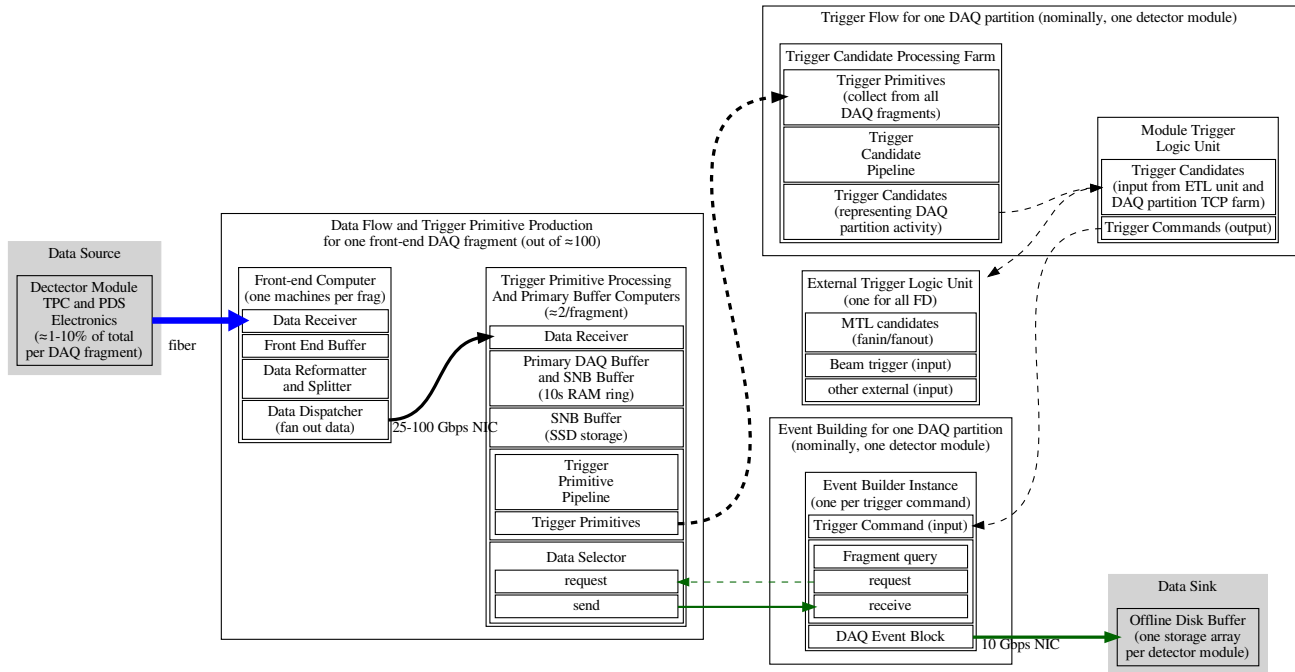 Trigger Flow for one DAQ partition (nominally, one detector module)
Trigger Candidate Processing Farm
Trigger Primitives
(collect from all
DAQ fragments)
Trigger
Candidate
Pipeline
Trigger Candidates
(representing DAQ
partition activity)
Module Trigger
Logic Unit
Trigger Candidates
(input from ETL unit and
DAQ partition TCP farm)
Trigger Commands (output)
Data Flow and Trigger Primitive Production
for one front-end DAQ fragment (out of ≈100)
Data Source
Dectector Module
TPC and PDS
Electronics
(≈1-10% of total
per DAQ fragment)
fiber
Front-end Computer
(one machines per frag)
Data Receiver
Front End Buffer
Data Reformatter
and Splitter
Data Dispatcher
(fan out data)
25-100 Gbps NIC
Trigger Primitive Processing
And Primary Buffer Computers
(≈2/fragment)
Data Receiver
Primary DAQ Buffer
and SNB Buffer
(10s RAM ring)
SNB Buffer
(SSD storage)
Trigger
Primitive
Pipeline
Trigger Primitives
Data Selector
request
send
External Trigger Logic Unit
(one for all FD)
MTL candidates
(fanin/fanout)
Beam trigger (input)
other external (input)
Event Building for one DAQ partition
(nominally, one detector module)
Event Builder Instance
(one per trigger command)
Trigger Command (input)
Fragment query
request
receive
DAQ Event Block
10 Gbps NIC
Data Sink
Offline Disk Buffer
(one storage array
per detector module)